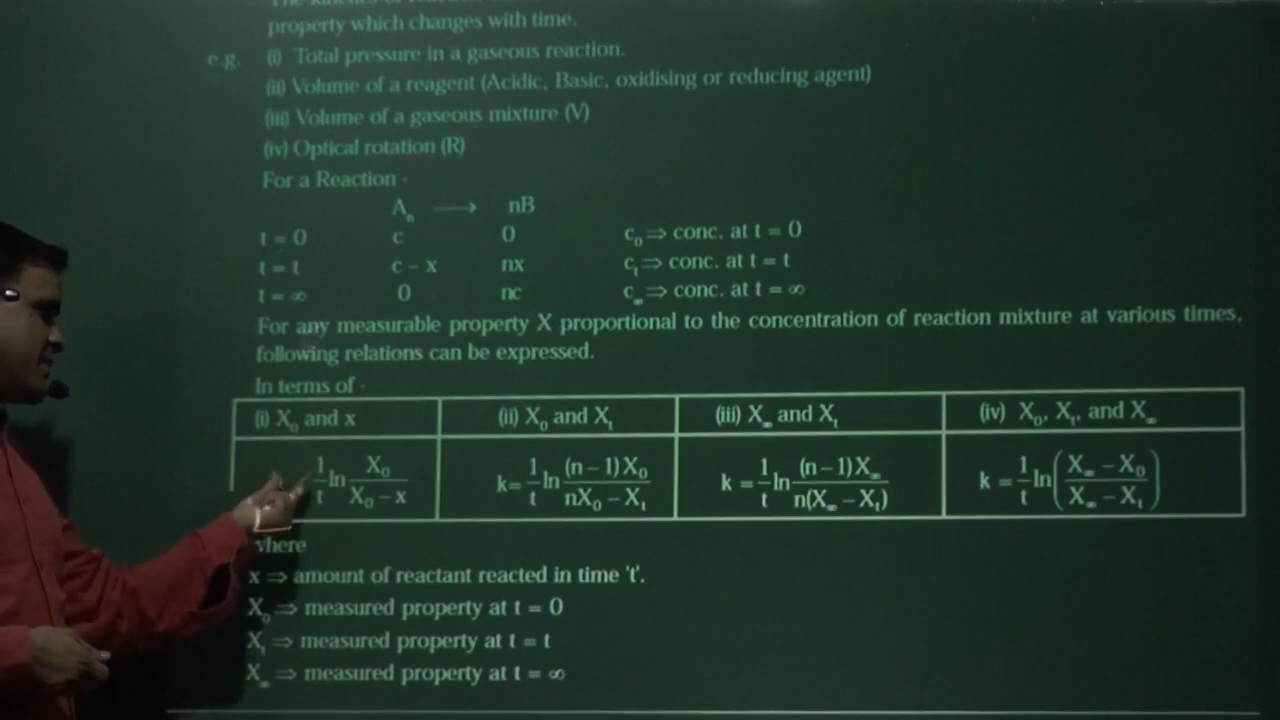 property which changes with time.
e.g. (i) Total pressure in a gaseous reaction.
(ii) Volume of a reagent (Acidic, Basic, oxidising or reducing agent)
(iii) Volume of a gaseous mixture (V)
(iv) Optical rotation (R)
For a Reaction -
Aₙ ⟶ nB
t = 0 c 0 c₀ ⇒ conc. at t = 0
t = t c - x nx cₜ ⇒ conc. at t = t
t = ∞ 0 nc c∞ ⇒ conc. at t = ∞
For any measurable property X proportional to the concentration of reaction mixture at various times,
following relations can be expressed.
In terms of -
(i) X₀ and x (ii) X₀ and Xₜ (iii) X∞ and Xₜ (iv) X₀, Xₜ, and X∞
1/t ln X₀/(X₀ - x) k= 1/t ln (n - 1)X₀/(nX₀ - Xₜ) k = 1/t ln (n - 1)X∞/(n(X∞ - Xₜ)) k = 1/t ln((X∞ - X₀)/(X∞ - Xₜ))
where
x ⇒ amount of reactant reacted in time 't'.
X₀ ⇒ measured property at t = 0
Xₜ ⇒ measured property at t = t
X∞ ⇒ measured property at t = ∞